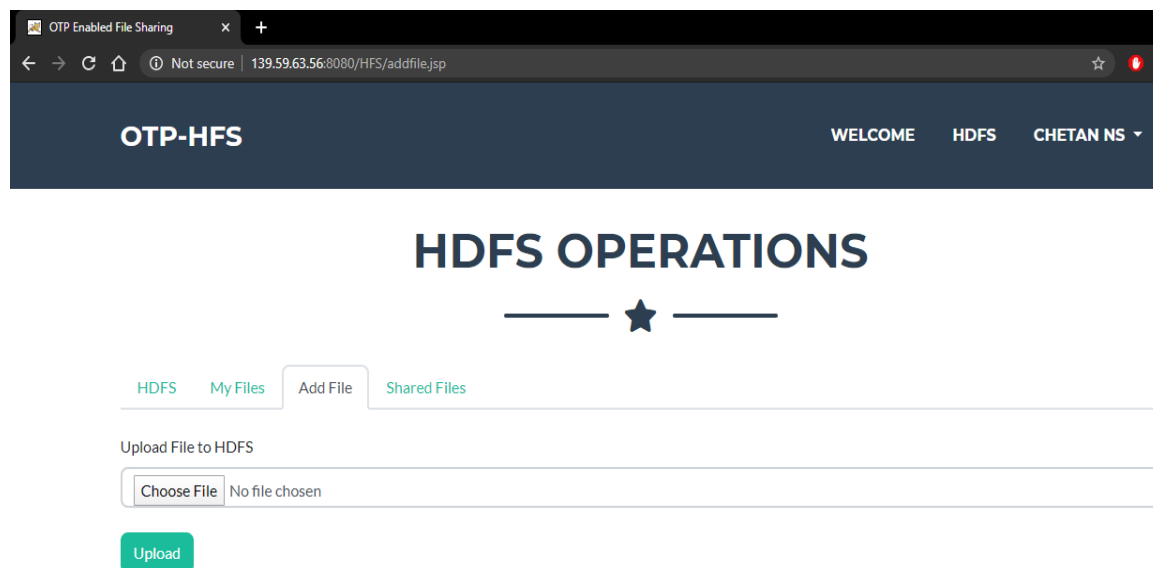 OTP Enabled File Sharing
Not secure | 139.59.63.56:8080/HFS/addfile.jsp
OTP-HFS WELCOME HDFS CHETAN NS
HDFS OPERATIONS
HDFS My Files Add File Shared Files
Upload File to HDFS
Choose File No file chosen
Upload